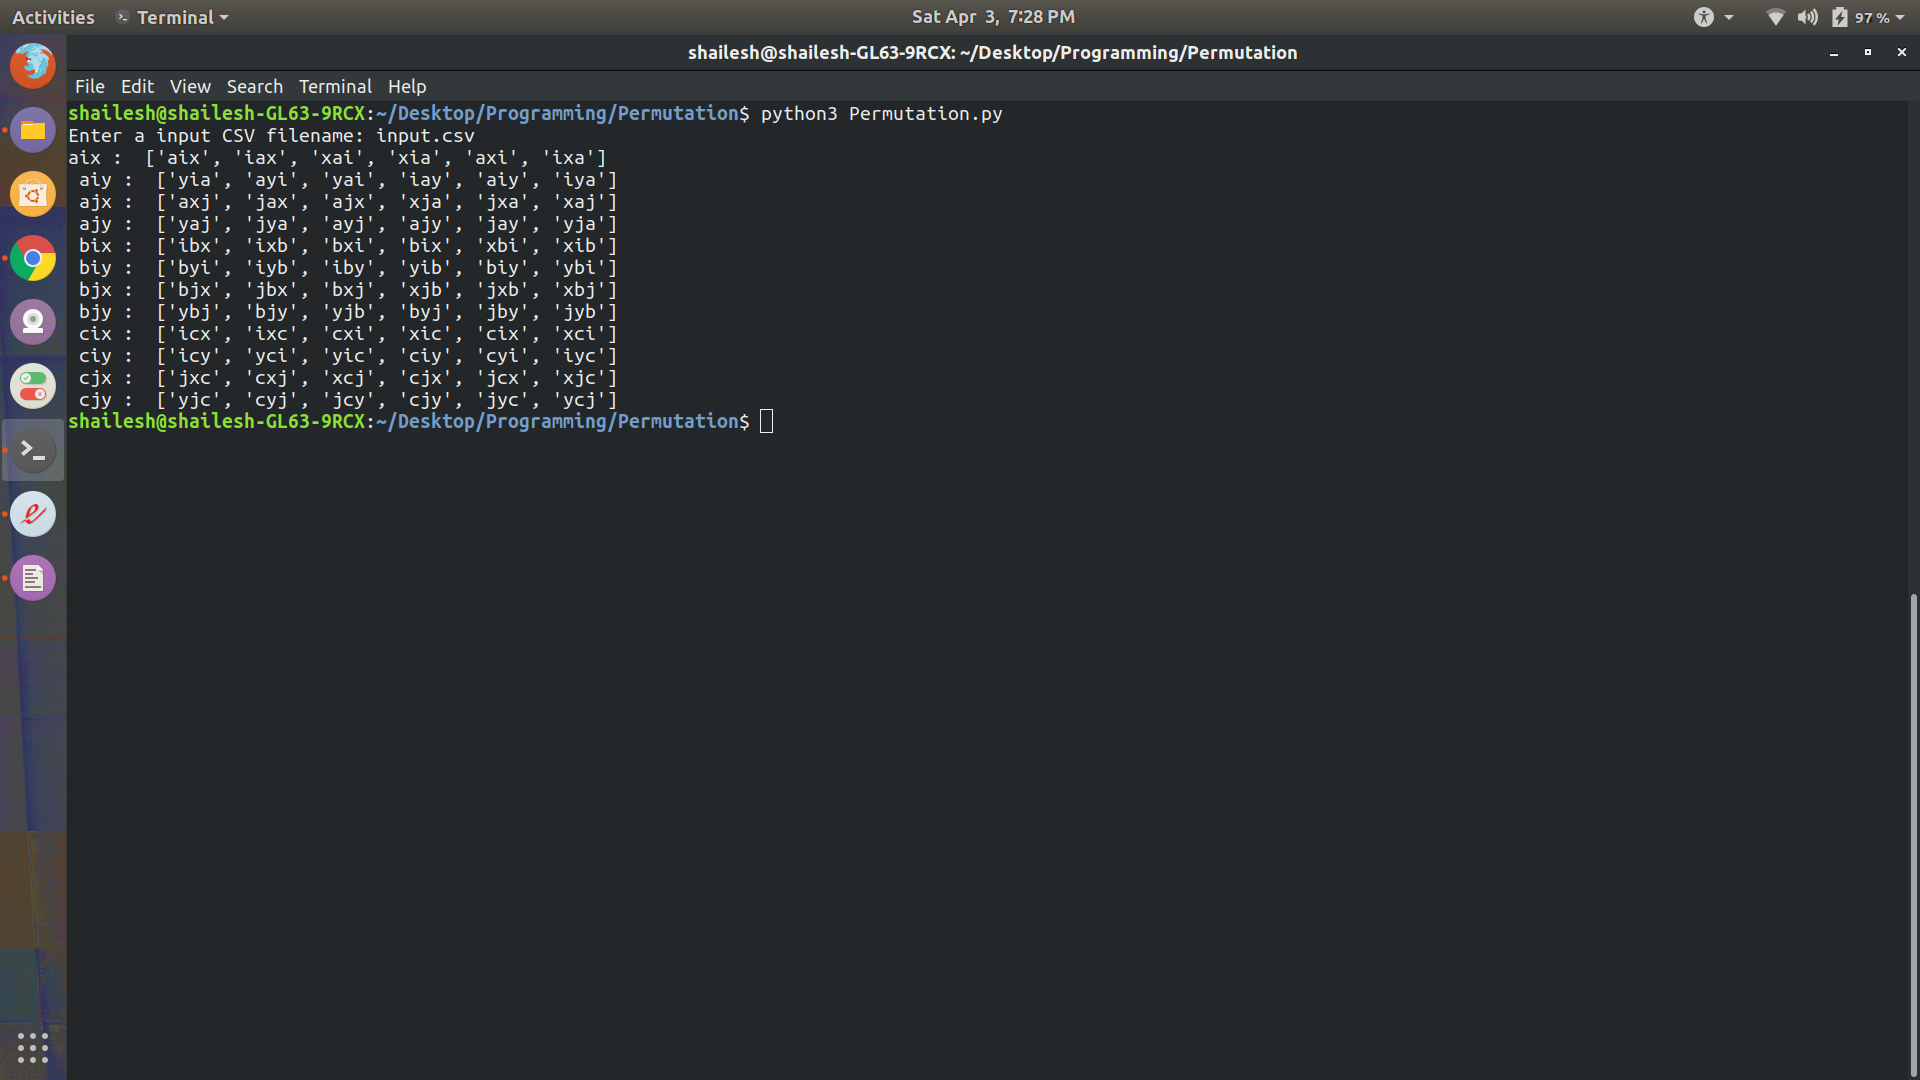 Activities Terminal Sat Apr 3, 7:28 PM 97 %
shailesh@shailesh-GL63-9RCX: ~/Desktop/Programming/Permutation
File Edit View Search Terminal Help
shailesh@shailesh-GL63-9RCX:~/Desktop/Programming/Permutation$ python3 Permutation.py
Enter a input CSV filename: input.csv
aix :  ['aix', 'iax', 'xai', 'xia', 'axi', 'ixa']
 aiy :  ['yia', 'ayi', 'yai', 'iay', 'aiy', 'iya']
 ajx :  ['axj', 'jax', 'ajx', 'xja', 'jxa', 'xaj']
 ajy :  ['yaj', 'jya', 'ayj', 'ajy', 'jay', 'yja']
 bix :  ['ibx', 'ixb', 'bxi', 'bix', 'xbi', 'xib']
 biy :  ['byi', 'iyb', 'iby', 'yib', 'biy', 'ybi']
 bjx :  ['bjx', 'jbx', 'bxj', 'xjb', 'jxb', 'xbj']
 bjy :  ['ybj', 'bjy', 'yjb', 'byj', 'jby', 'jyb']
 cix :  ['icx', 'ixc', 'cxi', 'xic', 'cix', 'xci']
 ciy :  ['icy', 'yci', 'yic', 'ciy', 'cyi', 'iyc']
 cjx :  ['jxc', 'cxj', 'xcj', 'cjx', 'jcx', 'xjc']
 cjy :  ['yjc', 'cyj', 'jcy', 'cjy', 'jyc', 'ycj']
shailesh@shailesh-GL63-9RCX:~/Desktop/Programming/Permutation$